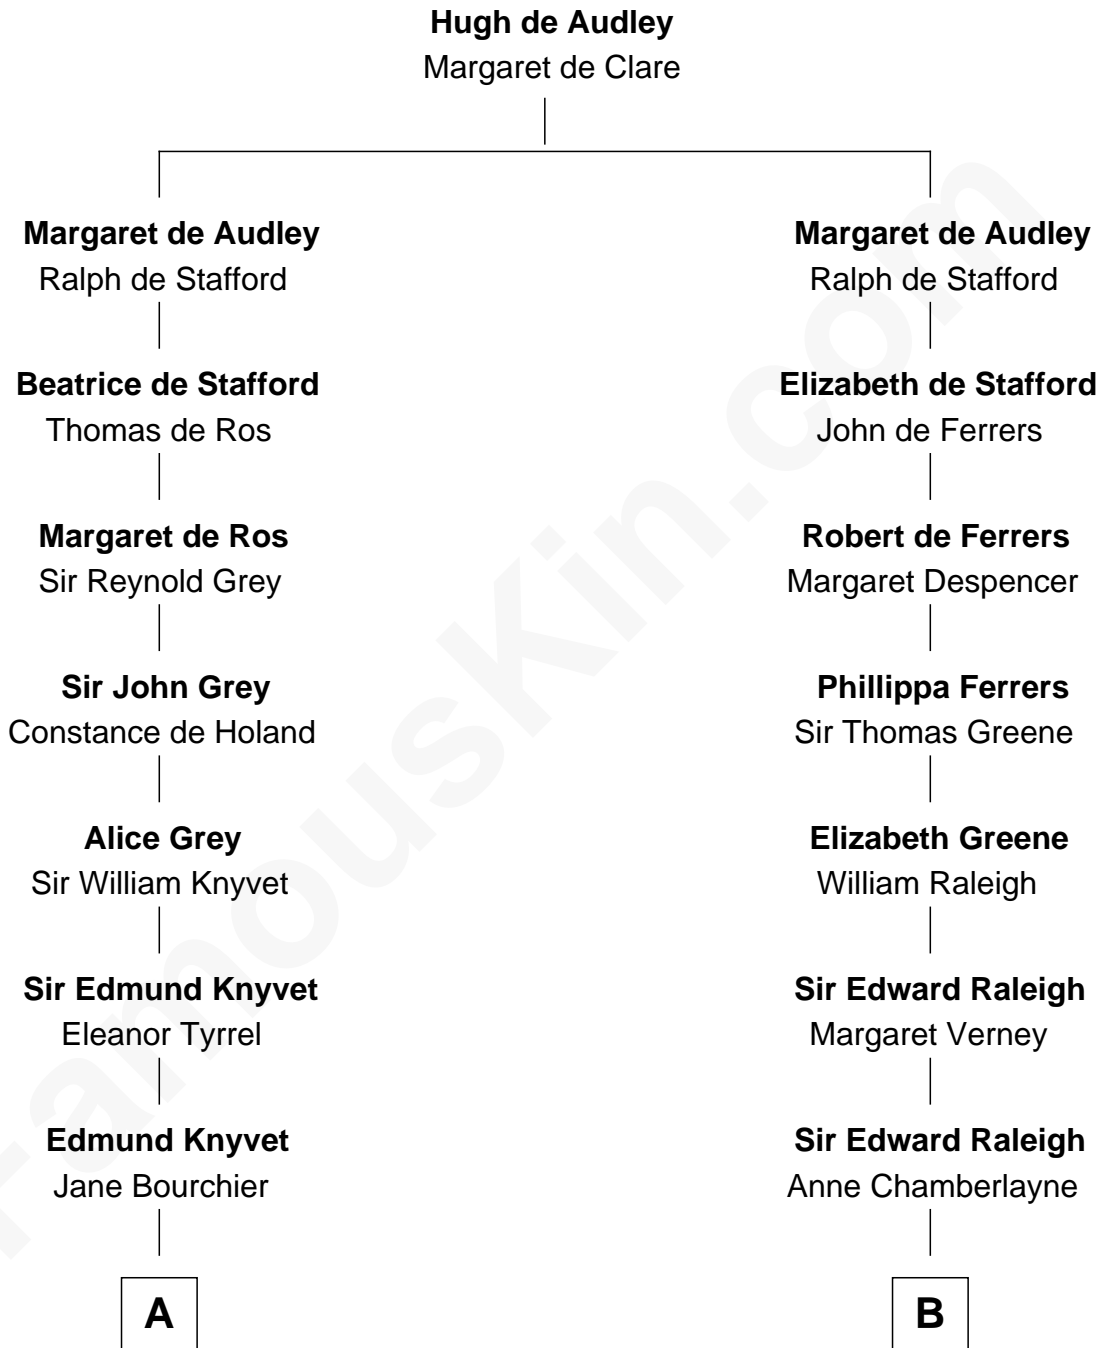 Hugh de Audley
Margaret de Clare
Margaret de Audley
Ralph de Stafford
Margaret de Audley
Ralph de Stafford
Beatrice de Stafford
Thomas de Ros
Elizabeth de Stafford
John de Ferrers
Margaret de Ros
Sir Reynold Grey
Robert de Ferrers
Margaret Despencer
Sir John Grey
Constance de Holand
Phillippa Ferrers
Sir Thomas Greene
Alice Grey
Sir William Knyvet
Elizabeth Greene
William Raleigh
Sir Edmund Knyvet
Eleanor Tyrrel
Sir Edward Raleigh
Margaret Verney
Edmund Knyvet
Jane Bourchier
Sir Edward Raleigh
Anne Chamberlayne
A
B
FamousKin.com